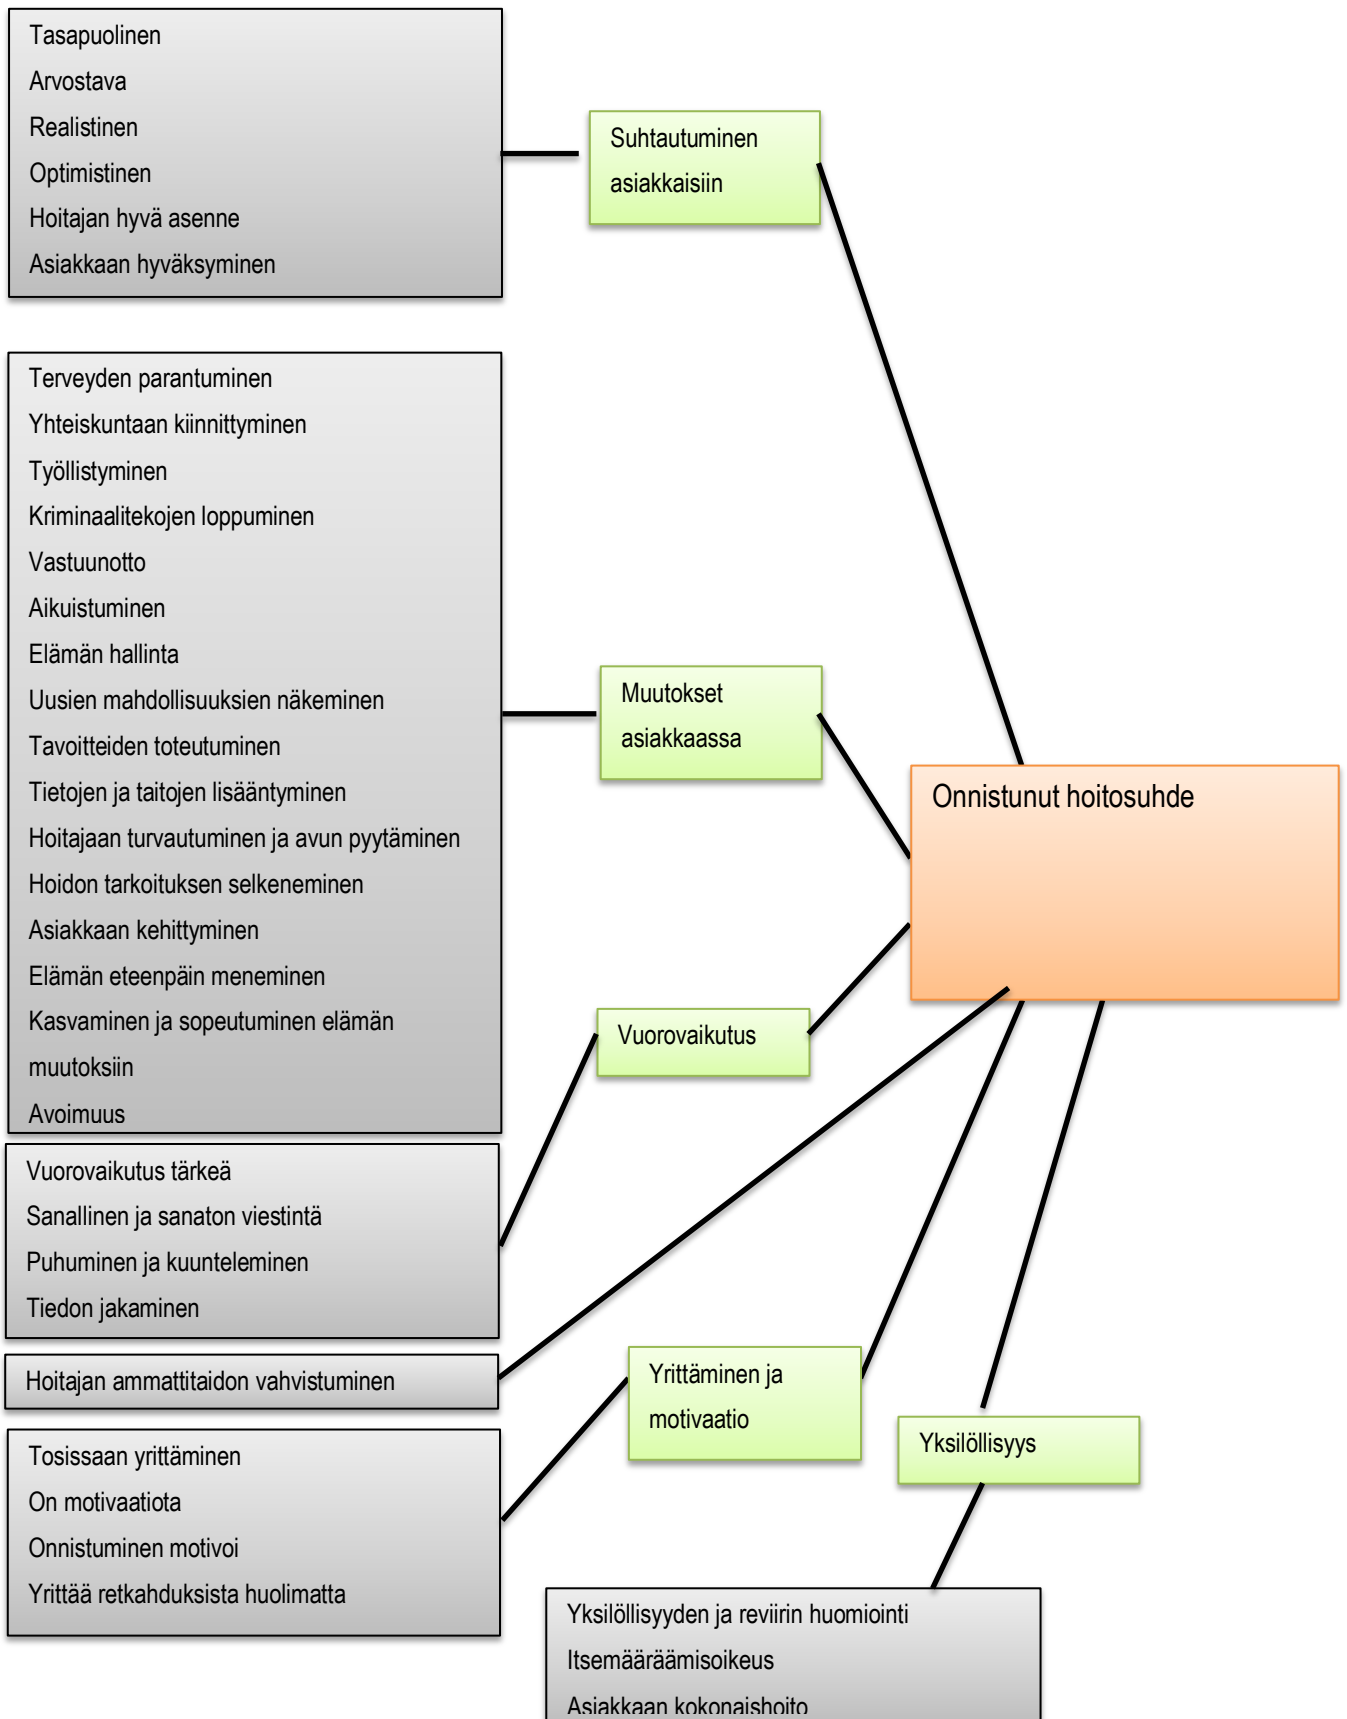 Tasapuolinen
Arvostava
Realistinen
Optimistinen
Hoitajan hyvä asenne
Asiakkaan hyväksyminen
Suhtautuminen
asiakkaisiin
Terveyden parantuminen
Yhteiskuntaan kiinnittyminen
Työllistyminen
Kriminaalitekojen loppuminen
Vastuunotto
Aikuistuminen
Elämän hallinta
Uusien mahdollisuuksien näkeminen
Tavoitteiden toteutuminen
Tietojen ja taitojen lisääntyminen
Hoitajaan turvautuminen ja avun pyytäminen
Hoidon tarkoituksen selkeneminen
Asiakkaan kehittyminen
Elämän eteenpäin meneminen
Kasvaminen ja sopeutuminen elämän
muutoksiin
Avoimuus
Muutokset
asiakkaassa
Onnistunut hoitosuhde
Vuorovaikutus
Vuorovaikutus tärkeä
Sanallinen ja sanaton viestintä
Puhuminen ja kuunteleminen
Tiedon jakaminen
Hoitajan ammattitaidon vahvistuminen
Yrittäminen ja
motivaatio
Yksilöllisyys
Tosissaan yrittäminen
On motivaatiota
Onnistuminen motivoi
Yrittää retkahduksista huolimatta
Yksilöllisyyden ja reviirin huomiointi
Itsemääräämisoikeus
Asiakkaan kokonaishoito